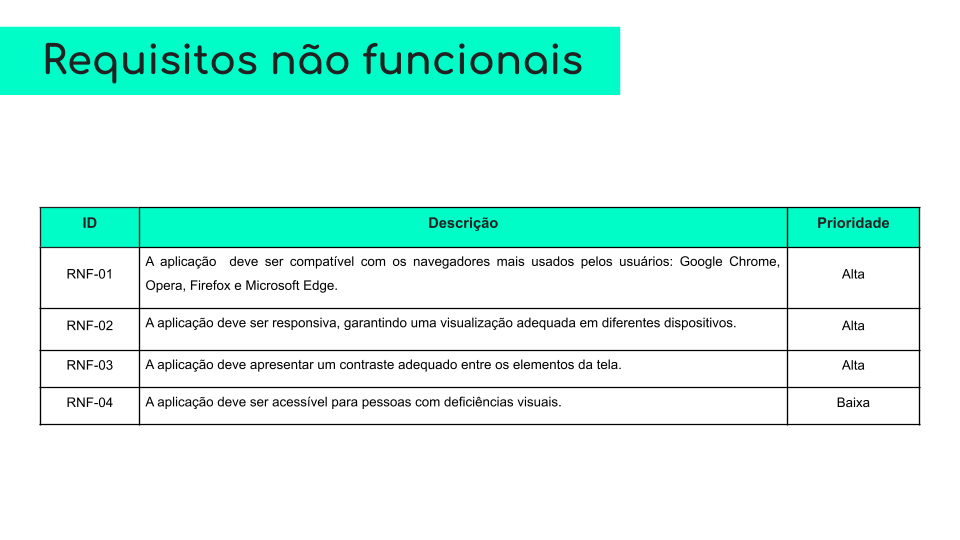 Requisitos não funcionais
ID Descrição Prioridade
RNF-01 A aplicação deve ser compatível com os navegadores mais usados pelos usuários: Google Chrome, Alta
Opera, Firefox e Microsoft Edge.
RNF-02 A aplicação deve ser responsiva, garantindo uma visualização adequada em diferentes dispositivos. Alta
RNF-03 A aplicação deve apresentar um contraste adequado entre os elementos da tela. Alta
RNF-04 A aplicação deve ser acessível para pessoas com deficiências visuais. Baixa